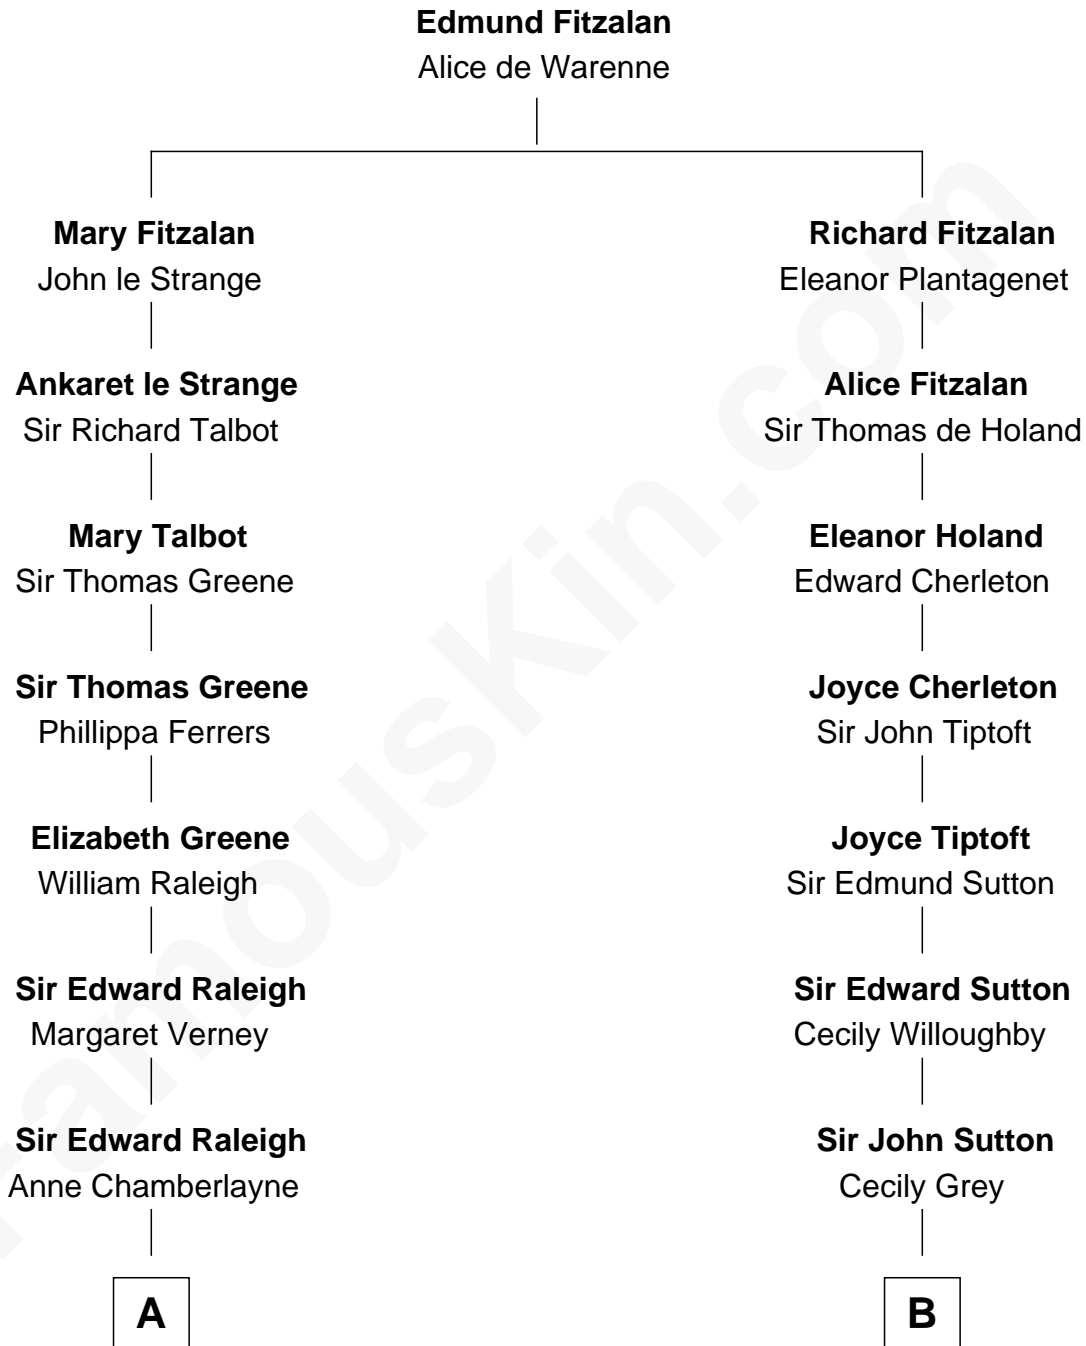 Edmund Fitzalan
Alice de Warenne
Mary Fitzalan
John le Strange
Richard Fitzalan
Eleanor Plantagenet
Ankaret le Strange
Sir Richard Talbot
Alice Fitzalan
Sir Thomas de Holand
Mary Talbot
Sir Thomas Greene
Eleanor Holand
Edward Cherleton
Sir Thomas Greene
Phillippa Ferrers
Joyce Cherleton
Sir John Tiptoft
Elizabeth Greene
William Raleigh
Joyce Tiptoft
Sir Edmund Sutton
Sir Edward Raleigh
Margaret Verney
Sir Edward Sutton
Cecily Willoughby
Sir Edward Raleigh
Anne Chamberlayne
Sir John Sutton
Cecily Grey
A
B
FamousKin.com